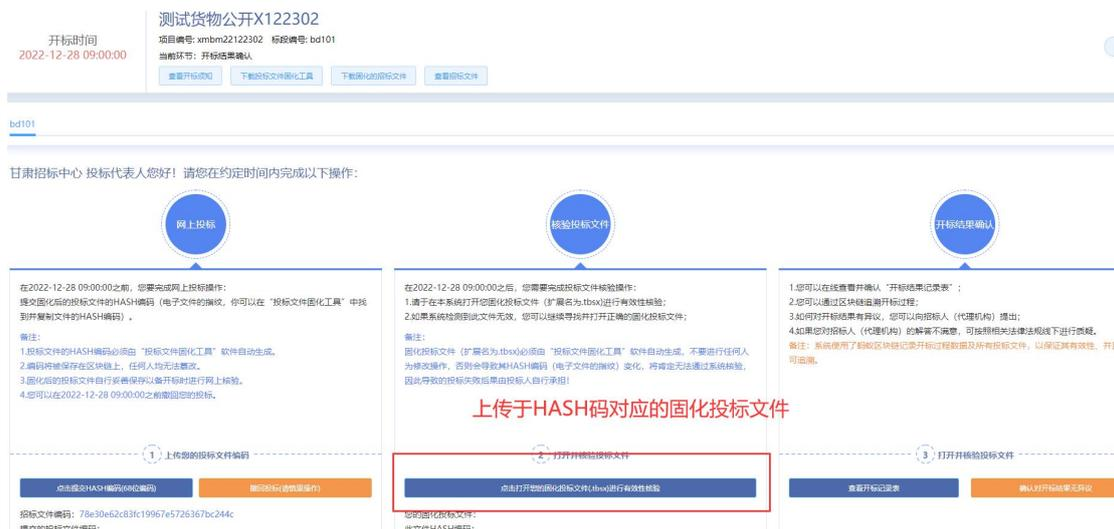 开标时间
2022-12-28 09:00:00
测试货物公开X122302
项目编号: xmbm22122302 标段编号: bd101
当前环节: 开标结果确认
查看开标须知
下载投标文件固化工具
下载固化的招标文件
查看招标文件
bd101
甘肃招标中心 投标代表人您好！请您在约定时间内完成以下操作:
网上投标
在2022-12-28 09:00:00之前，您要完成网上投标操作:
提交固化后的投标文件的HASH编码（电子文件的指纹，你可以在“投标文件固化工具”中找
到并复制文件的HASH编码）。
备注:
1.投标文件的HASH编码必须由“投标文件固化工具”软件自动生成。
2.编码将被保存在区块链上，任何人均无法篡改。
3.固化后的投标文件自行妥善保存以备开标时进行网上核验。
4.您可以在2022-12-28 09:00:00之前撤回您的投标。
1 上传您的投标文件编码
点击提交HASH编码(68位编码)
撤回投标(请慎重操作)
招标文件编码: 78e30e62c83fc19967e5726367bc244c
提交的投标文件编码:
核验投标文件
在2022-12-28 09:00:00之后，您需要完成投标文件核验操作:
1.请于在本系统打开您固化投标文件（扩展名为.tbsx)进行有效性核验；
2.如果系统检测到此文件无效，您可以继续寻找并打开正确的固化投标文件；
备注:
固化投标文件（扩展名为.tbsx)必须由“投标文件固化工具”软件自动生成，不要进行任何人
为修改操作，否则会导致其HASH编码（电子文件的指纹）变化，将肯定无法通过系统核验，
因此导致的投标失败后果由投标人自行承担！
上传于HASH码对应的固化投标文件
2 打开并核验投标文件
点击打开您的固化投标文件(.tbsx)进行有效性核验
您的固化投标文件:
此文件HASH编码:
开标结果确认
1.您可以在线查看并确认“开标结果记录表”；
2.您可以通过区块链追溯开标过程；
3.如何对开标结果有异议，您可以向招标人（代理机构）提出；
4.如果您对招标人（代理机构）的解答不满意，可按照相关法律法规线下进行质疑。
备注: 系统使用了蚂蚁区块链记录开标过程数据及所有投标文件，以保证其有效性、并
可追溯。
3 打开并核验投标文件
查看开标记录表
确认对开标结果无异议